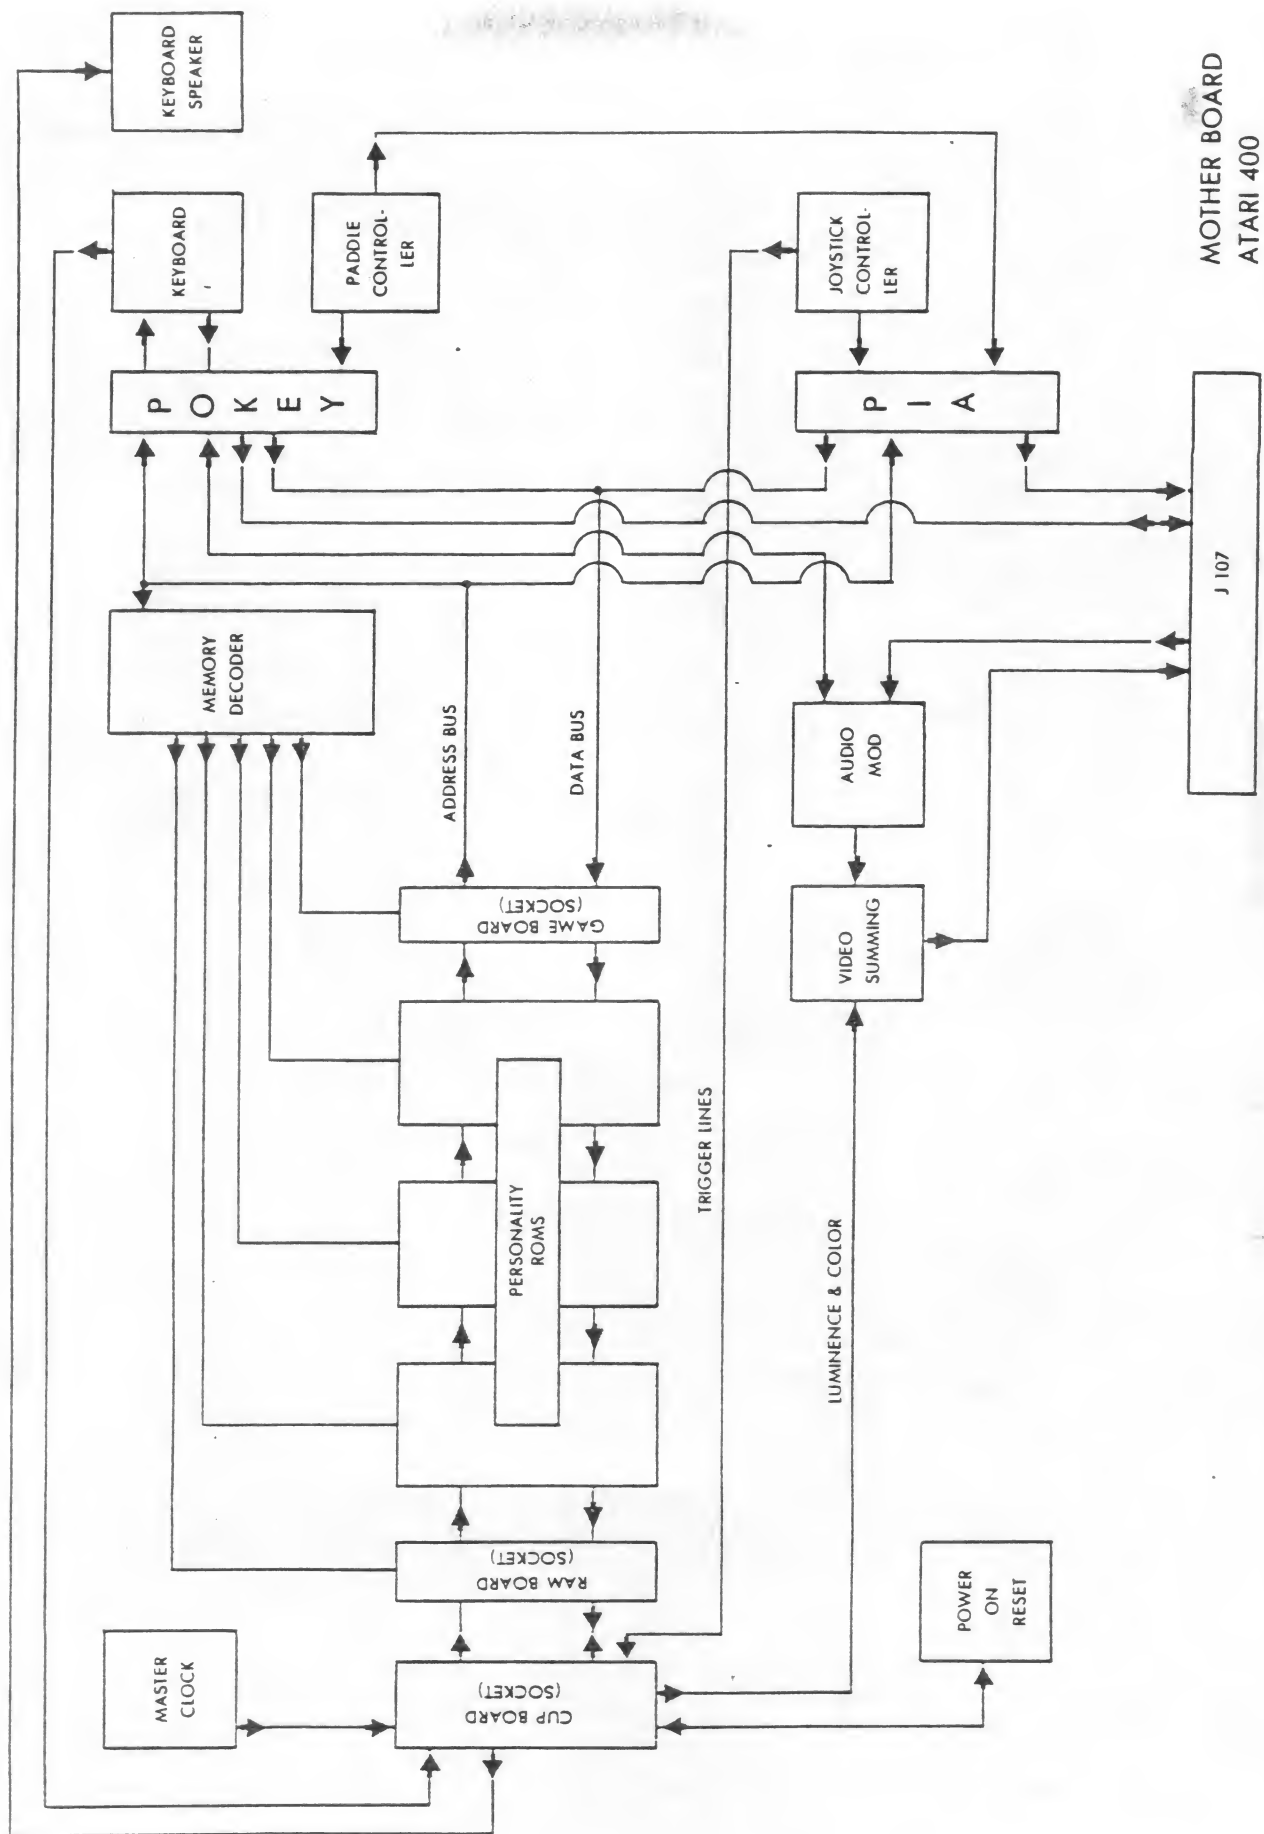 KEYBOARD
SPEAKER
KEYBOARD
PADDLE
CONTROL-
LER
JOYSTICK
CONTROL-
LER
MOTHER BOARD
ATARI 400
POKEY
PIA
J 107
MEMORY
DECODER
ADDRESS BUS
DATA BUS
AUDIO
MOD
GAME BOARD
(SOCKET)
VIDEO
SUMMING
PERSONALITY
ROMS
TRIGGER LINES
LUMINENCE & COLOR
RAM BOARD
(SOCKET)
MASTER
CLOCK
CUP BOARD
(SOCKET)
POWER
ON
RESET